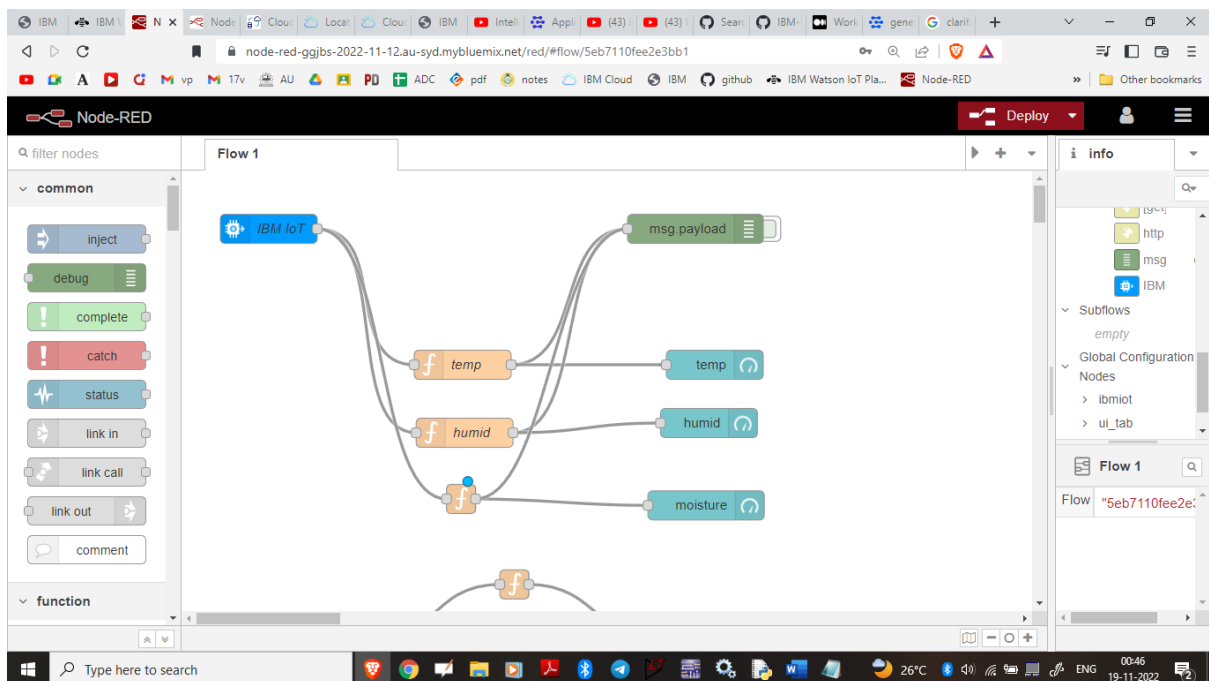 IBM
IBM W
N
Node
Clouc
Locat
Clouc
IBM
Intell
Appl
(43)
(43)
Searc
IBM-
Work
gene
clarif
node-red-ggjbs-2022-11-12.au-syd.mybluemix.net/red/#flow/5eb7110fee2e3bb1
vp
17v
AU
PD
ADC
pdf
notes
IBM Cloud
IBM
github
IBM Watson IoT Pla...
Node-RED
Other bookmarks
Node-RED
Deploy
filter nodes
Flow 1
i info
common
inject
debug
complete
catch
status
link in
link call
link out
comment
function
IBM IoT
msg.payload
temp
temp
humid
humid
moisture
[get]
http
msg
IBM
Subflows
empty
Global Configuration
Nodes
ibmiot
ui_tab
Flow 1
Flow "5eb7110fee2e3
Type here to search
26°C
ENG
00:46
19-11-2022